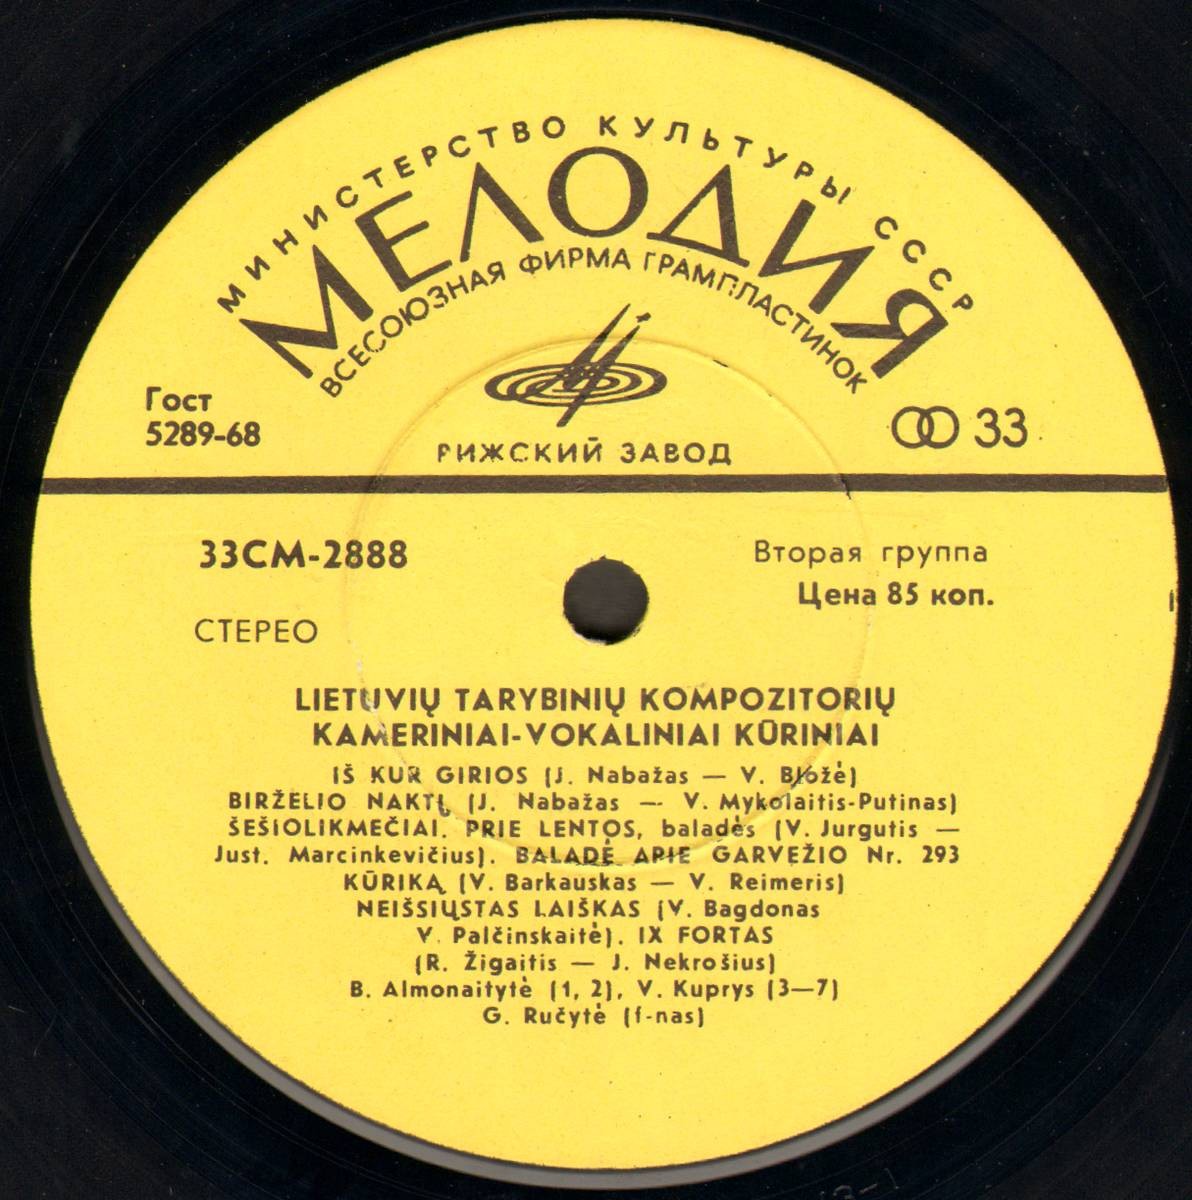 МИНИСТЕРСТВО КУЛЬТУРЫ СССР
МЕЛОДИЯ
ВСЕСОЮЗНАЯ ФИРМА ГРАМПЛАСТИНОК
Гост
5289-68
33
РИЖСКИЙ ЗАВОД
33СМ-2888
Вторая группа
Цена 85 коп.
СТЕРЕО
LIETUVIŲ TARYBINIŲ KOMPOZITORIŲ
KAMERINIAI-VOKALINIAI KŪRINIAI
IŠ KUR GIRIOS (J. Nabažas — V. Bložė)
BIRŽELIO NAKTĮ (J. Nabažas — V. Mykolaitis-Putinas)
ŠEŠIOLIKMEČIAI. PRIE LENTOS, baladės (V. Jurgutis —
Just. Marcinkevičius). BALADĖ APIE GARVEŽIO Nr. 293
KŪRIKĄ (V. Barkauskas — V. Reimeris)
NEIŠSIŲSTAS LAIŠKAS (V. Bagdonas
V. Palčinskaitė). IX FORTAS
(R. Žigaitis — J. Nekrošius)
B. Almonaitytė (1, 2), V. Kuprys (3—7)
G. Ručytė (f-nas)